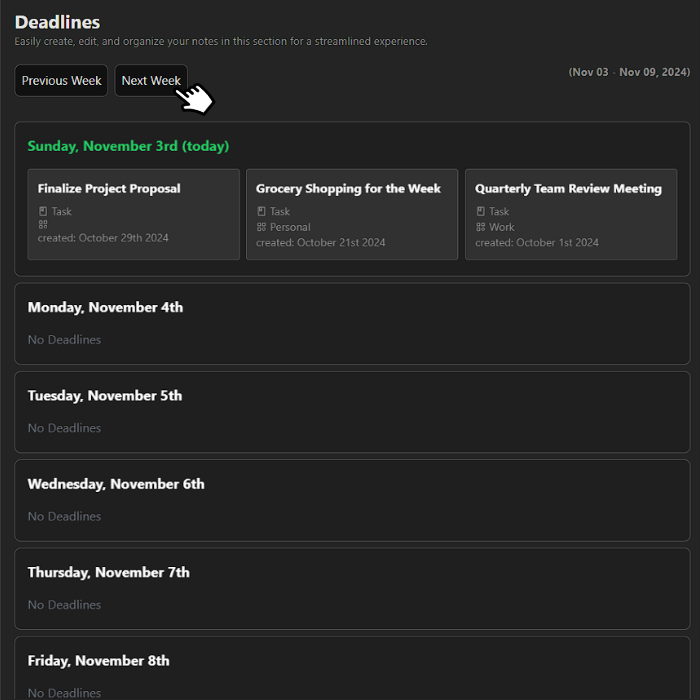 Deadlines
Easily create, edit, and organize your notes in this section for a streamlined experience.
Previous Week Next Week (Nov 03 - Nov 09, 2024)
Sunday, November 3rd (today)
Finalize Project Proposal
Task
created: October 29th 2024
Grocery Shopping for the Week
Task
Personal
created: October 21st 2024
Quarterly Team Review Meeting
Task
Work
created: October 1st 2024
Monday, November 4th
No Deadlines
Tuesday, November 5th
No Deadlines
Wednesday, November 6th
No Deadlines
Thursday, November 7th
No Deadlines
Friday, November 8th
No Deadlines